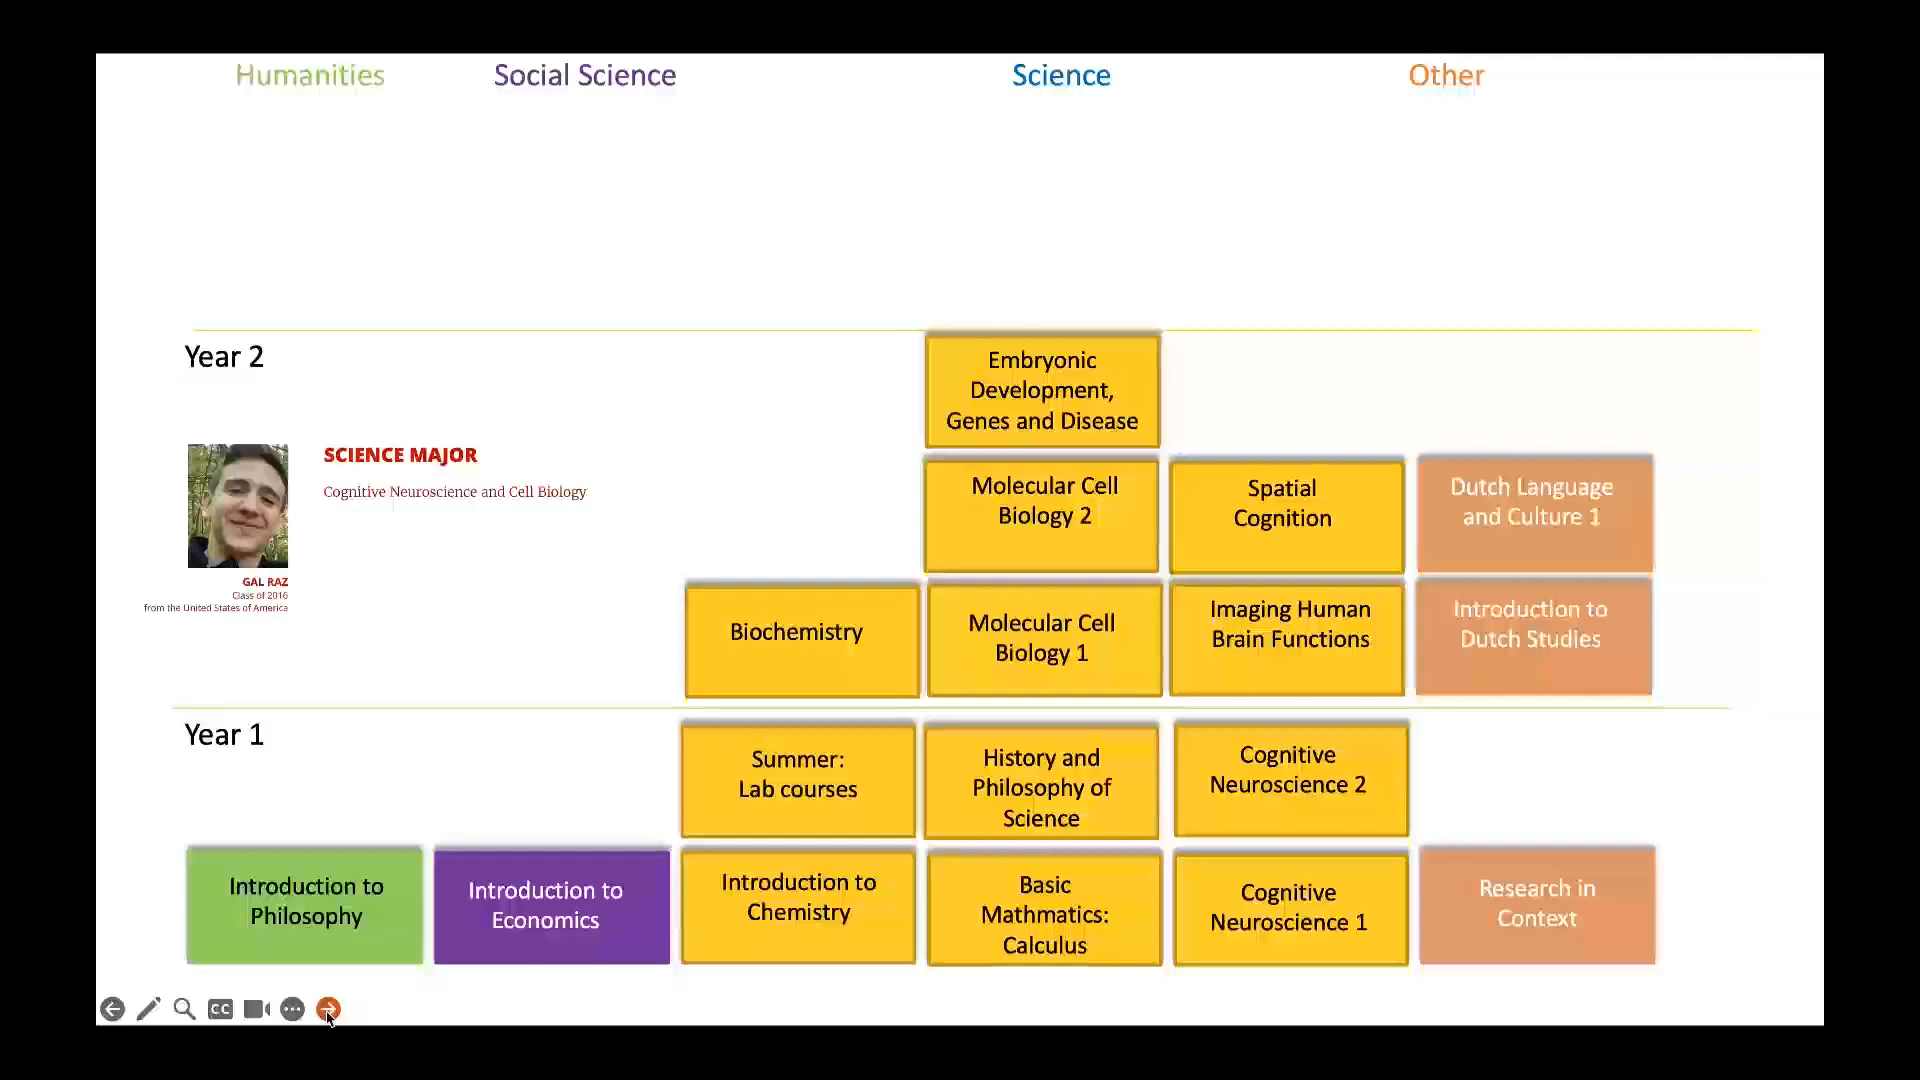 Humanities
Social Science
Science
Other
Year 2
Embryonic
Development,
Genes and Disease
SCIENCE MAJOR
Cognitive Neuroscience and Cell Biology
Molecular Cell
Biology 2
Spatial
Cognition
Dutch Language
and Culture 1
GAL RAZ
Class of 2016
from the United States of America
Biochemistry
Molecular Cell
Biology 1
Imaging Human
Brain Functions
Introduction to
Dutch Studies
Year 1
Summer:
Lab courses
History and
Philosophy of
Science
Cognitive
Neuroscience 2
Introduction to
Philosophy
Introduction to
Economics
Introduction to
Chemistry
Basic
Mathmatics:
Calculus
Cognitive
Neuroscience 1
Research in
Context
CC